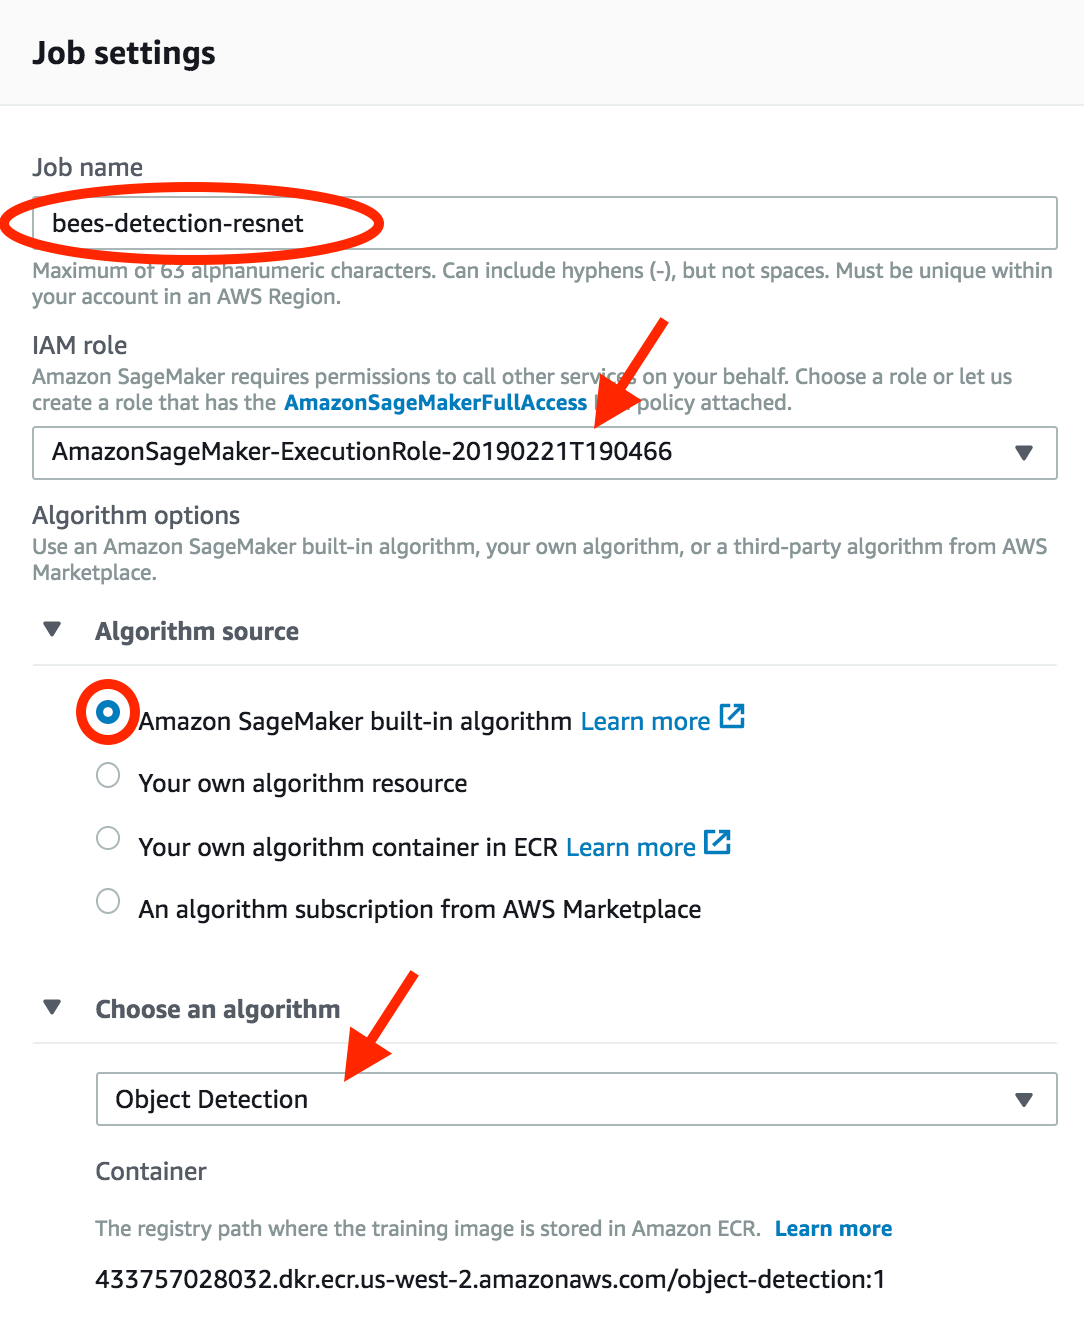 Job settings
Job name
bees-detection-resnet
Maximum of 63 alphanumeric characters. Can include hyphens (-), but not spaces. Must be unique within
your account in an AWS Region.
IAM role
Amazon SageMaker requires permissions to call other services on your behalf. Choose a role or let us
create a role that has the AmazonSageMakerFullAccess policy attached.
AmazonSageMaker-ExecutionRole-20190221T190466
Algorithm options
Use an Amazon SageMaker built-in algorithm, your own algorithm, or a third-party algorithm from AWS
Marketplace.
Algorithm source
Amazon SageMaker built-in algorithm Learn more
Your own algorithm resource
Your own algorithm container in ECR Learn more
An algorithm subscription from AWS Marketplace
Choose an algorithm
Object Detection
Container
The registry path where the training image is stored in Amazon ECR. Learn more
433757028032.dkr.ecr.us-west-2.amazonaws.com/object-detection:1